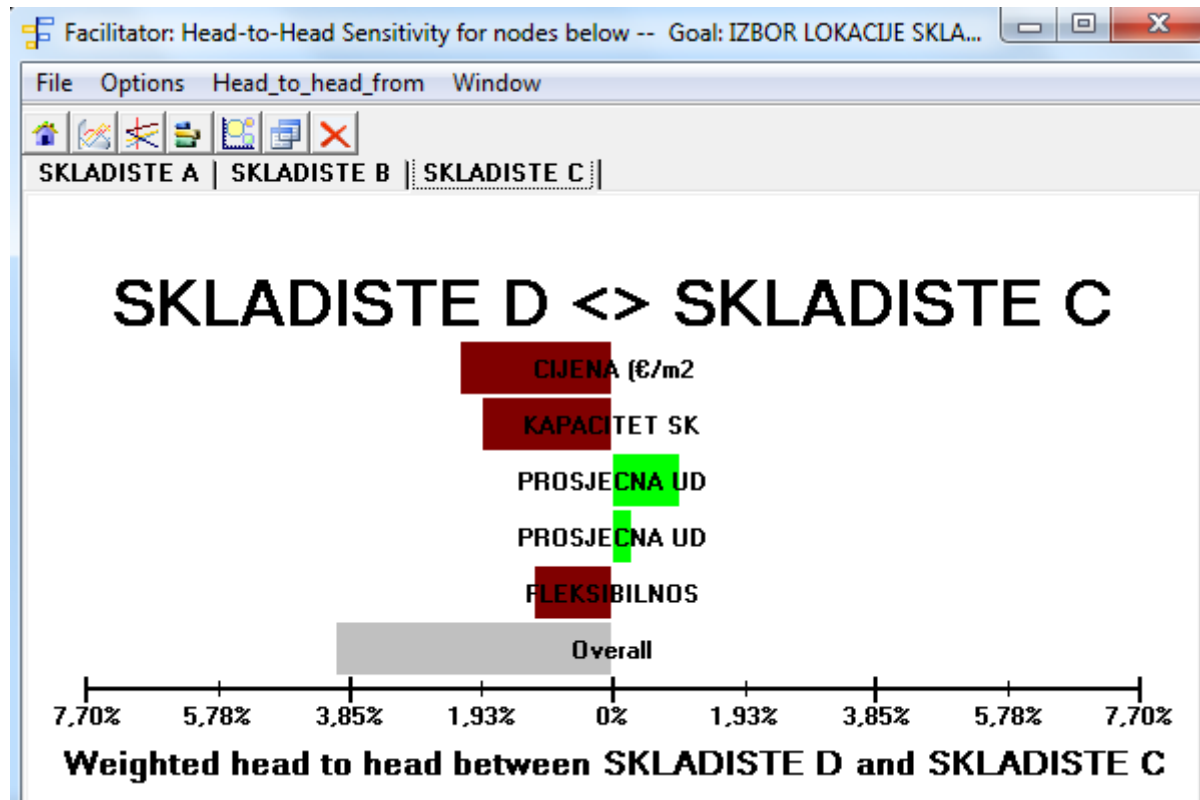 Facilitator: Head-to-Head Sensitivity for nodes below -- Goal: IZBOR LOKACIJE SKLA...
File Options Head_to_head_from Window
SKLADISTE A | SKLADISTE B | SKLADISTE C |
SKLADISTE D <> SKLADISTE C
CIJENA (€/m2
KAPACITET SK
PROSJECNA UD
PROSJECNA UD
FLEKSIBILNOS
Overall
7,70% 5,78% 3,85% 1,93% 0% 1,93% 3,85% 5,78% 7,70%
Weighted head to head between SKLADISTE D and SKLADISTE C